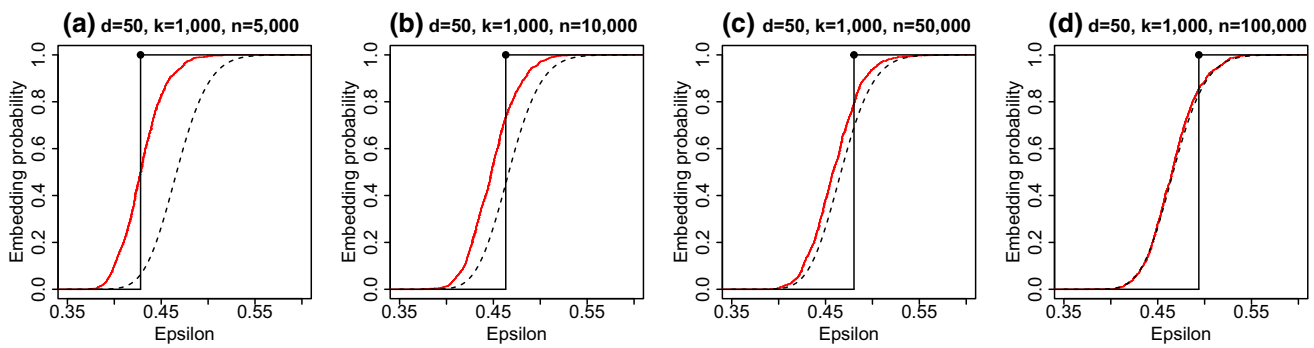 (a) d=50, k=1,000, n=5,000
Embedding probability
0.0 0.2 0.4 0.6 0.8 1.0
0.35 0.45 0.55
Epsilon
(b) d=50, k=1,000, n=10,000
Embedding probability
0.0 0.2 0.4 0.6 0.8 1.0
0.35 0.45 0.55
Epsilon
(c) d=50, k=1,000, n=50,000
Embedding probability
0.0 0.2 0.4 0.6 0.8 1.0
0.35 0.45 0.55
Epsilon
(d) d=50, k=1,000, n=100,000
Embedding probability
0.0 0.2 0.4 0.6 0.8 1.0
0.35 0.45 0.55
Epsilon